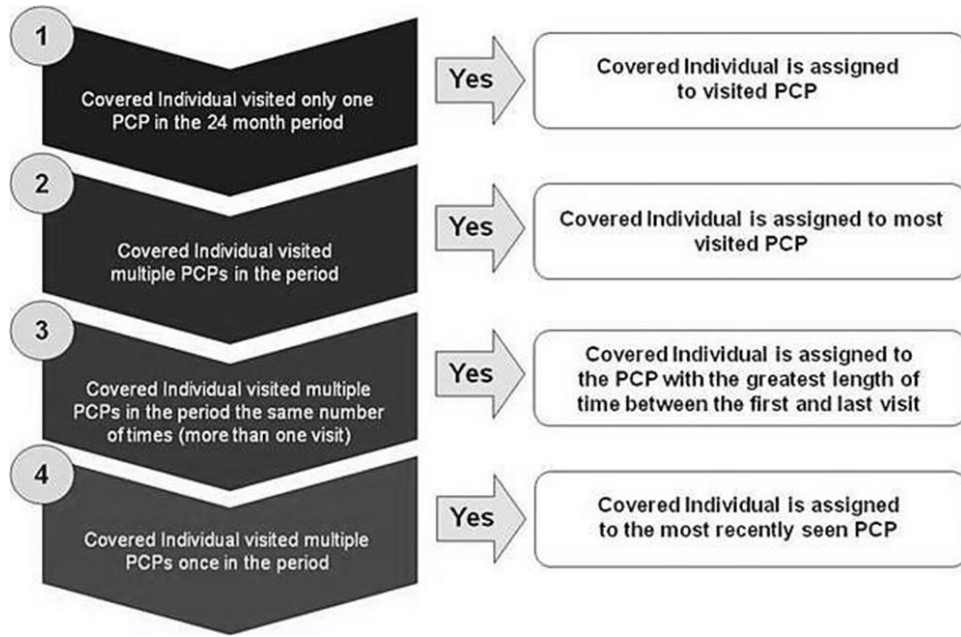 1
Covered Individual visited only one
PCP in the 24 month period
Yes
Covered Individual is assigned
to visited PCP
2
Covered Individual visited
multiple PCPs in the period
Yes
Covered Individual is assigned to most
visited PCP
3
Covered Individual visited multiple
PCPs in the period the same number
of times (more than one visit)
Yes
Covered Individual is assigned to
the PCP with the greatest length of
time between the first and last visit
4
Covered Individual visited multiple
PCPs once in the period
Yes
Covered Individual is assigned
to the most recently seen PCP